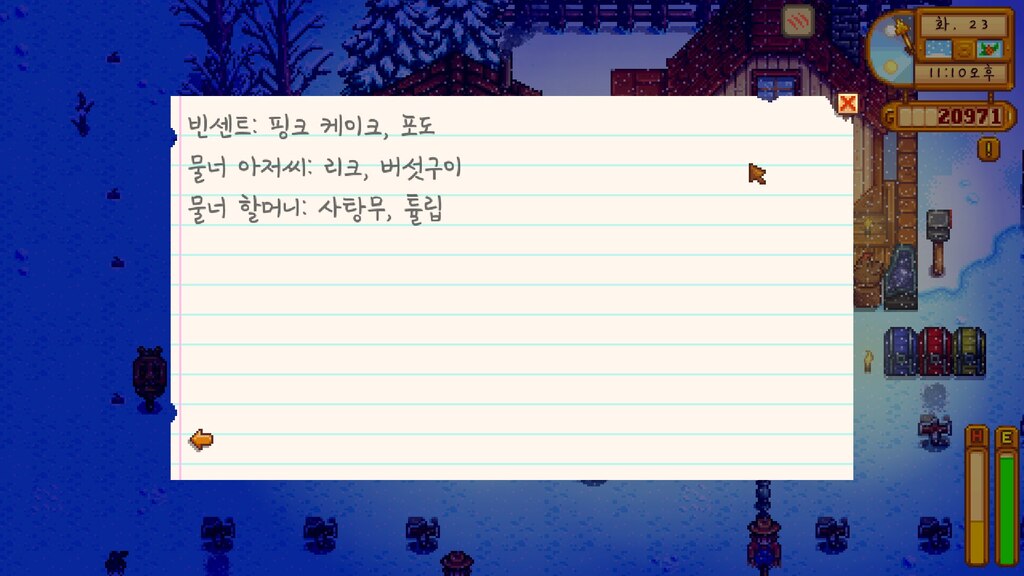 화. 23
11:10오후
20971
빈센트: 핑크 케이크, 포도
물너 아저씨: 리크, 버섯구이
물너 할머니: 사탕무, 튤립
H E